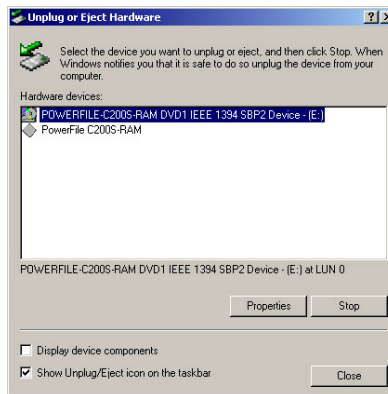 Unplug or Eject Hardware
Select the device you want to unplug or eject, and then click Stop. When
Windows notifies you that it is safe to do so unplug the device from your
computer.
Hardware devices:
POWERFILE-C200S-RAM DVD1 IEEE 1394 SBP2 Device - (E:)
PowerFile C200S-RAM
POWERFILE-C200S-RAM DVD1 IEEE 1394 SBP2 Device - (E:) at LUN 0
Properties
Stop
Display device components
Show Unplug/Eject icon on the taskbar
Close